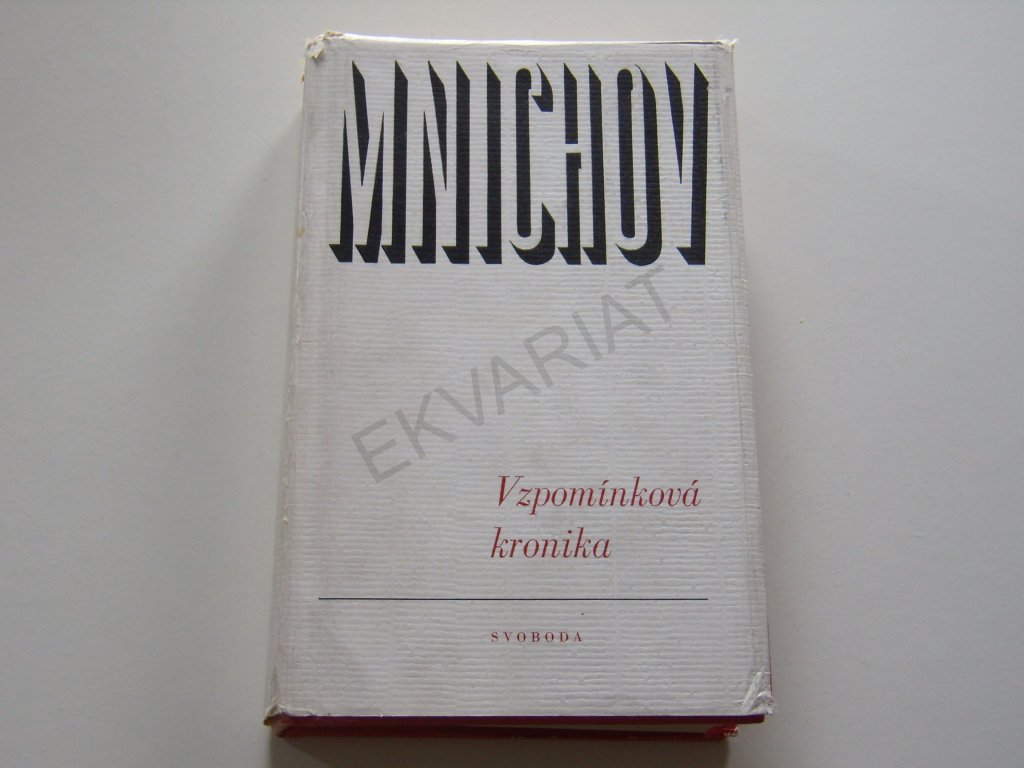 MNICHOV
EKVARIAT
Vzpomínková
kronika
SVOBODA